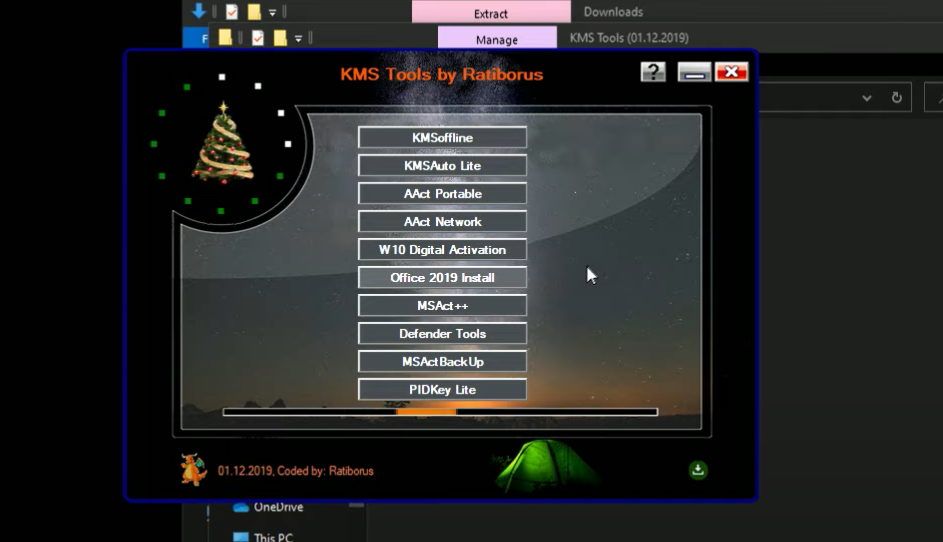 Extract
Downloads
F
Manage
KMS Tools (01.12.2019)
KMS Tools by Ratiborus
?
KMSoffline
KMSAuto Lite
AAct Portable
AAct Network
W10 Digital Activation
Office 2019 Install
MSAct++
Defender Tools
MSActBackUp
PIDKey Lite
01.12.2019, Coded by: Ratiborus
OneDrive
This PC